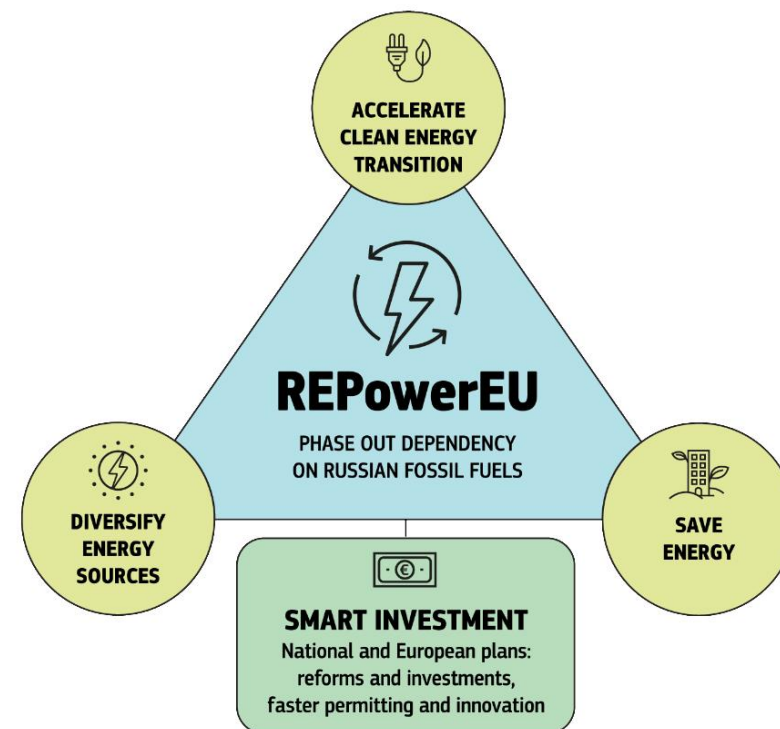 ACCELERATE
CLEAN ENERGY
TRANSITION
REPowerEU
PHASE OUT DEPENDENCY
ON RUSSIAN FOSSIL FUELS
DIVERSIFY
ENERGY
SOURCES
SAVE
ENERGY
€
SMART INVESTMENT
National and European plans:
reforms and investments,
faster permitting and innovation